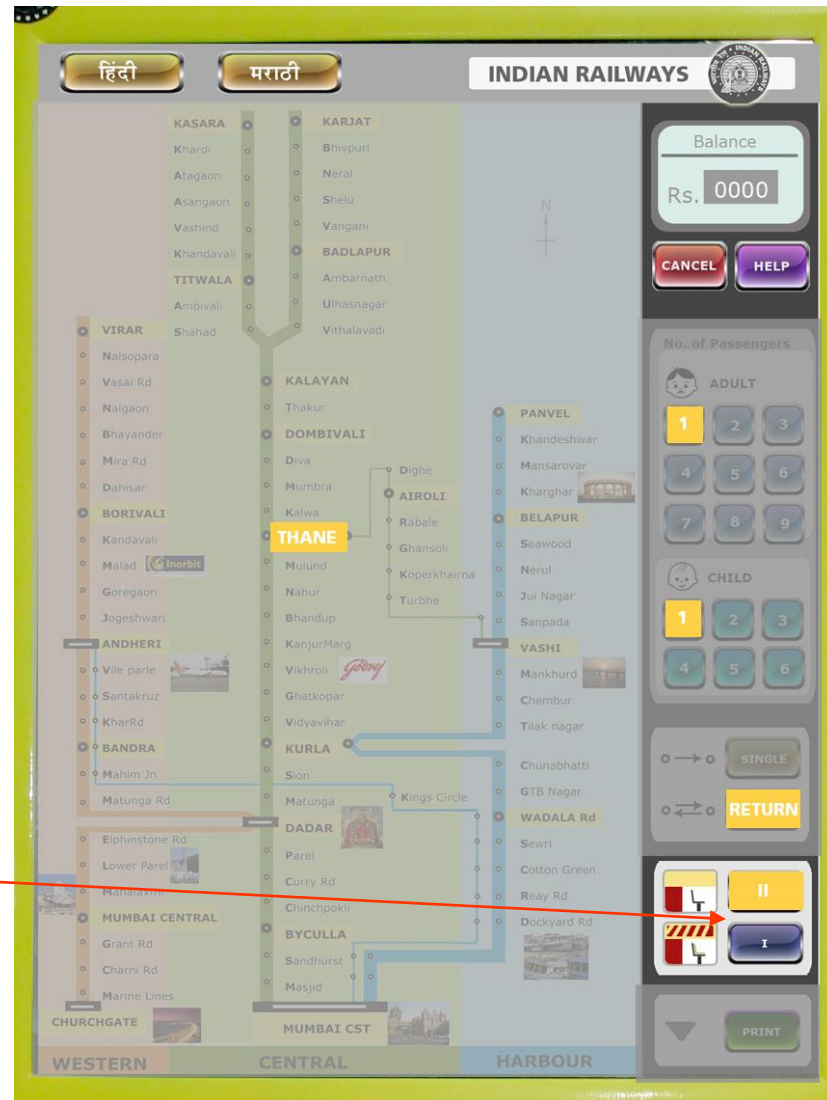 हिंदी
मराठी
INDIAN RAILWAYS
Balance
Rs. 0000
CANCEL
HELP
KASARA
Khardi
Atagaon
Asangaon
Vashind
Khandavali
TITWALA
Ambivali
Shahad
KARJAT
Bhivpuri
Neral
Shelu
Vangani
BADLAPUR
Ambarnath
Ulhasnagar
Vithalavadi
N
VIRAR
Nalsopara
Vasai Rd
Nalgaon
Bhayander
Mira Rd
Dahisar
BORIVALI
Kandavali
Malad
Inorbit
Goregaon
Jogeshwari
ANDHERI
Vile parle
Santakruz
KharRd
BANDRA
Mahim Jn
Matunga Rd
Elphinstone Rd
Lower Parel
Mahalaxmi
MUMBAI CENTRAL
Grant Rd
Charni Rd
Marine Lines
CHURCHGATE
KALAYAN
Thakur
DOMBIVALI
Diva
Mumbra
Kalwa
THANE
Mulund
Nahur
Bhandup
KanjurMarg
Vikhroli
Godrej
Ghatkopar
Vidyavihar
KURLA
Sion
Matunga
DADAR
Parel
Curry Rd
Chinchpokli
BYCULLA
Sandhurst
Masjid
MUMBAI CST
Dighe
AIROLI
Rabale
Ghansoli
Koperkhairna
Turbhe
Kings Circle
PANVEL
Khandeshwar
Mansarovar
Kharghar
BELAPUR
Seawood
Nerul
Jui Nagar
Sanpada
VASHI
Mankhurd
Chembur
Tilak nagar
Chunabhatti
GTB Nagar
WADALA Rd
Sewri
Cotton Green
Reay Rd
Dockyard Rd
WESTERN
CENTRAL
HARBOUR
No. of Passengers
ADULT
1 2 3
4 5 6
7 8 9
CHILD
1 2 3
4 5 6
SINGLE
RETURN
II
I
PRINT